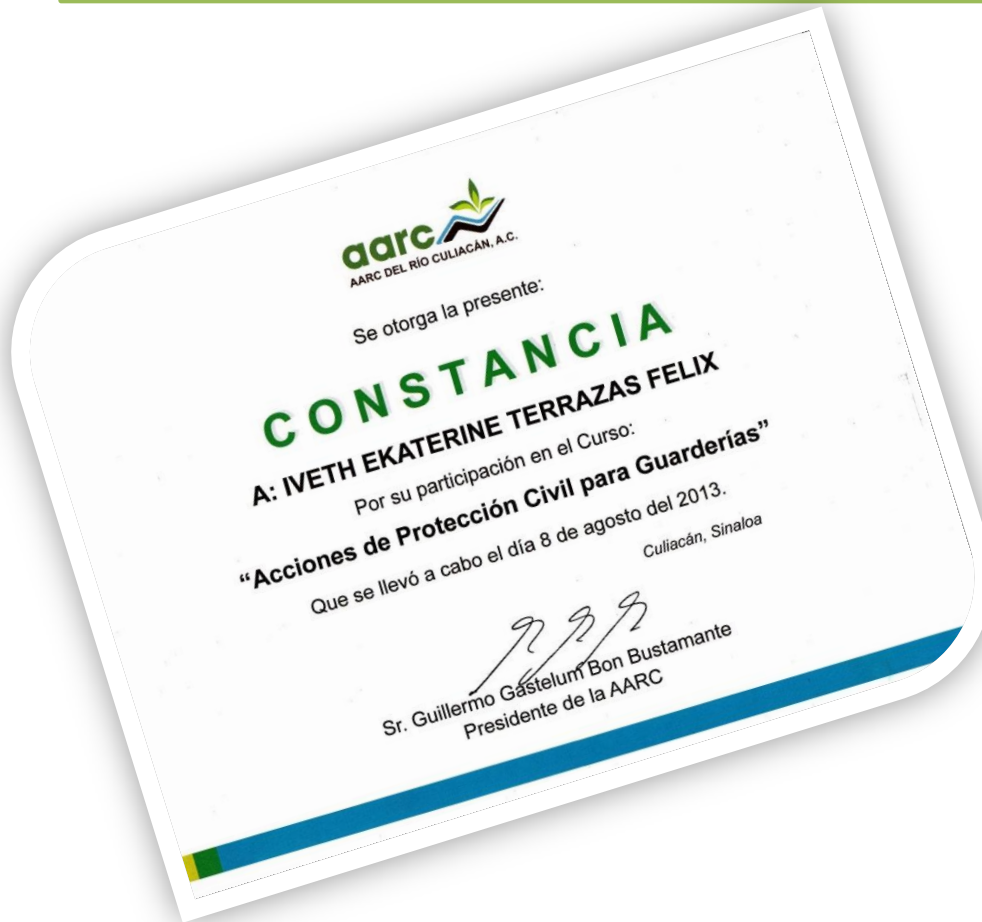 aarc
AARC DEL RÍO CULIACÁN, A.C.
Se otorga la presente:
CONSTANCIA
A: IVETH EKATERINE TERRAZAS FELIX
Por su participación en el Curso:
“Acciones de Protección Civil para Guarderías”
Que se llevó a cabo el día 8 de agosto del 2013.
Culiacán, Sinaloa
Sr. Guillermo Gastelum Bon Bustamante
Presidente de la AARC